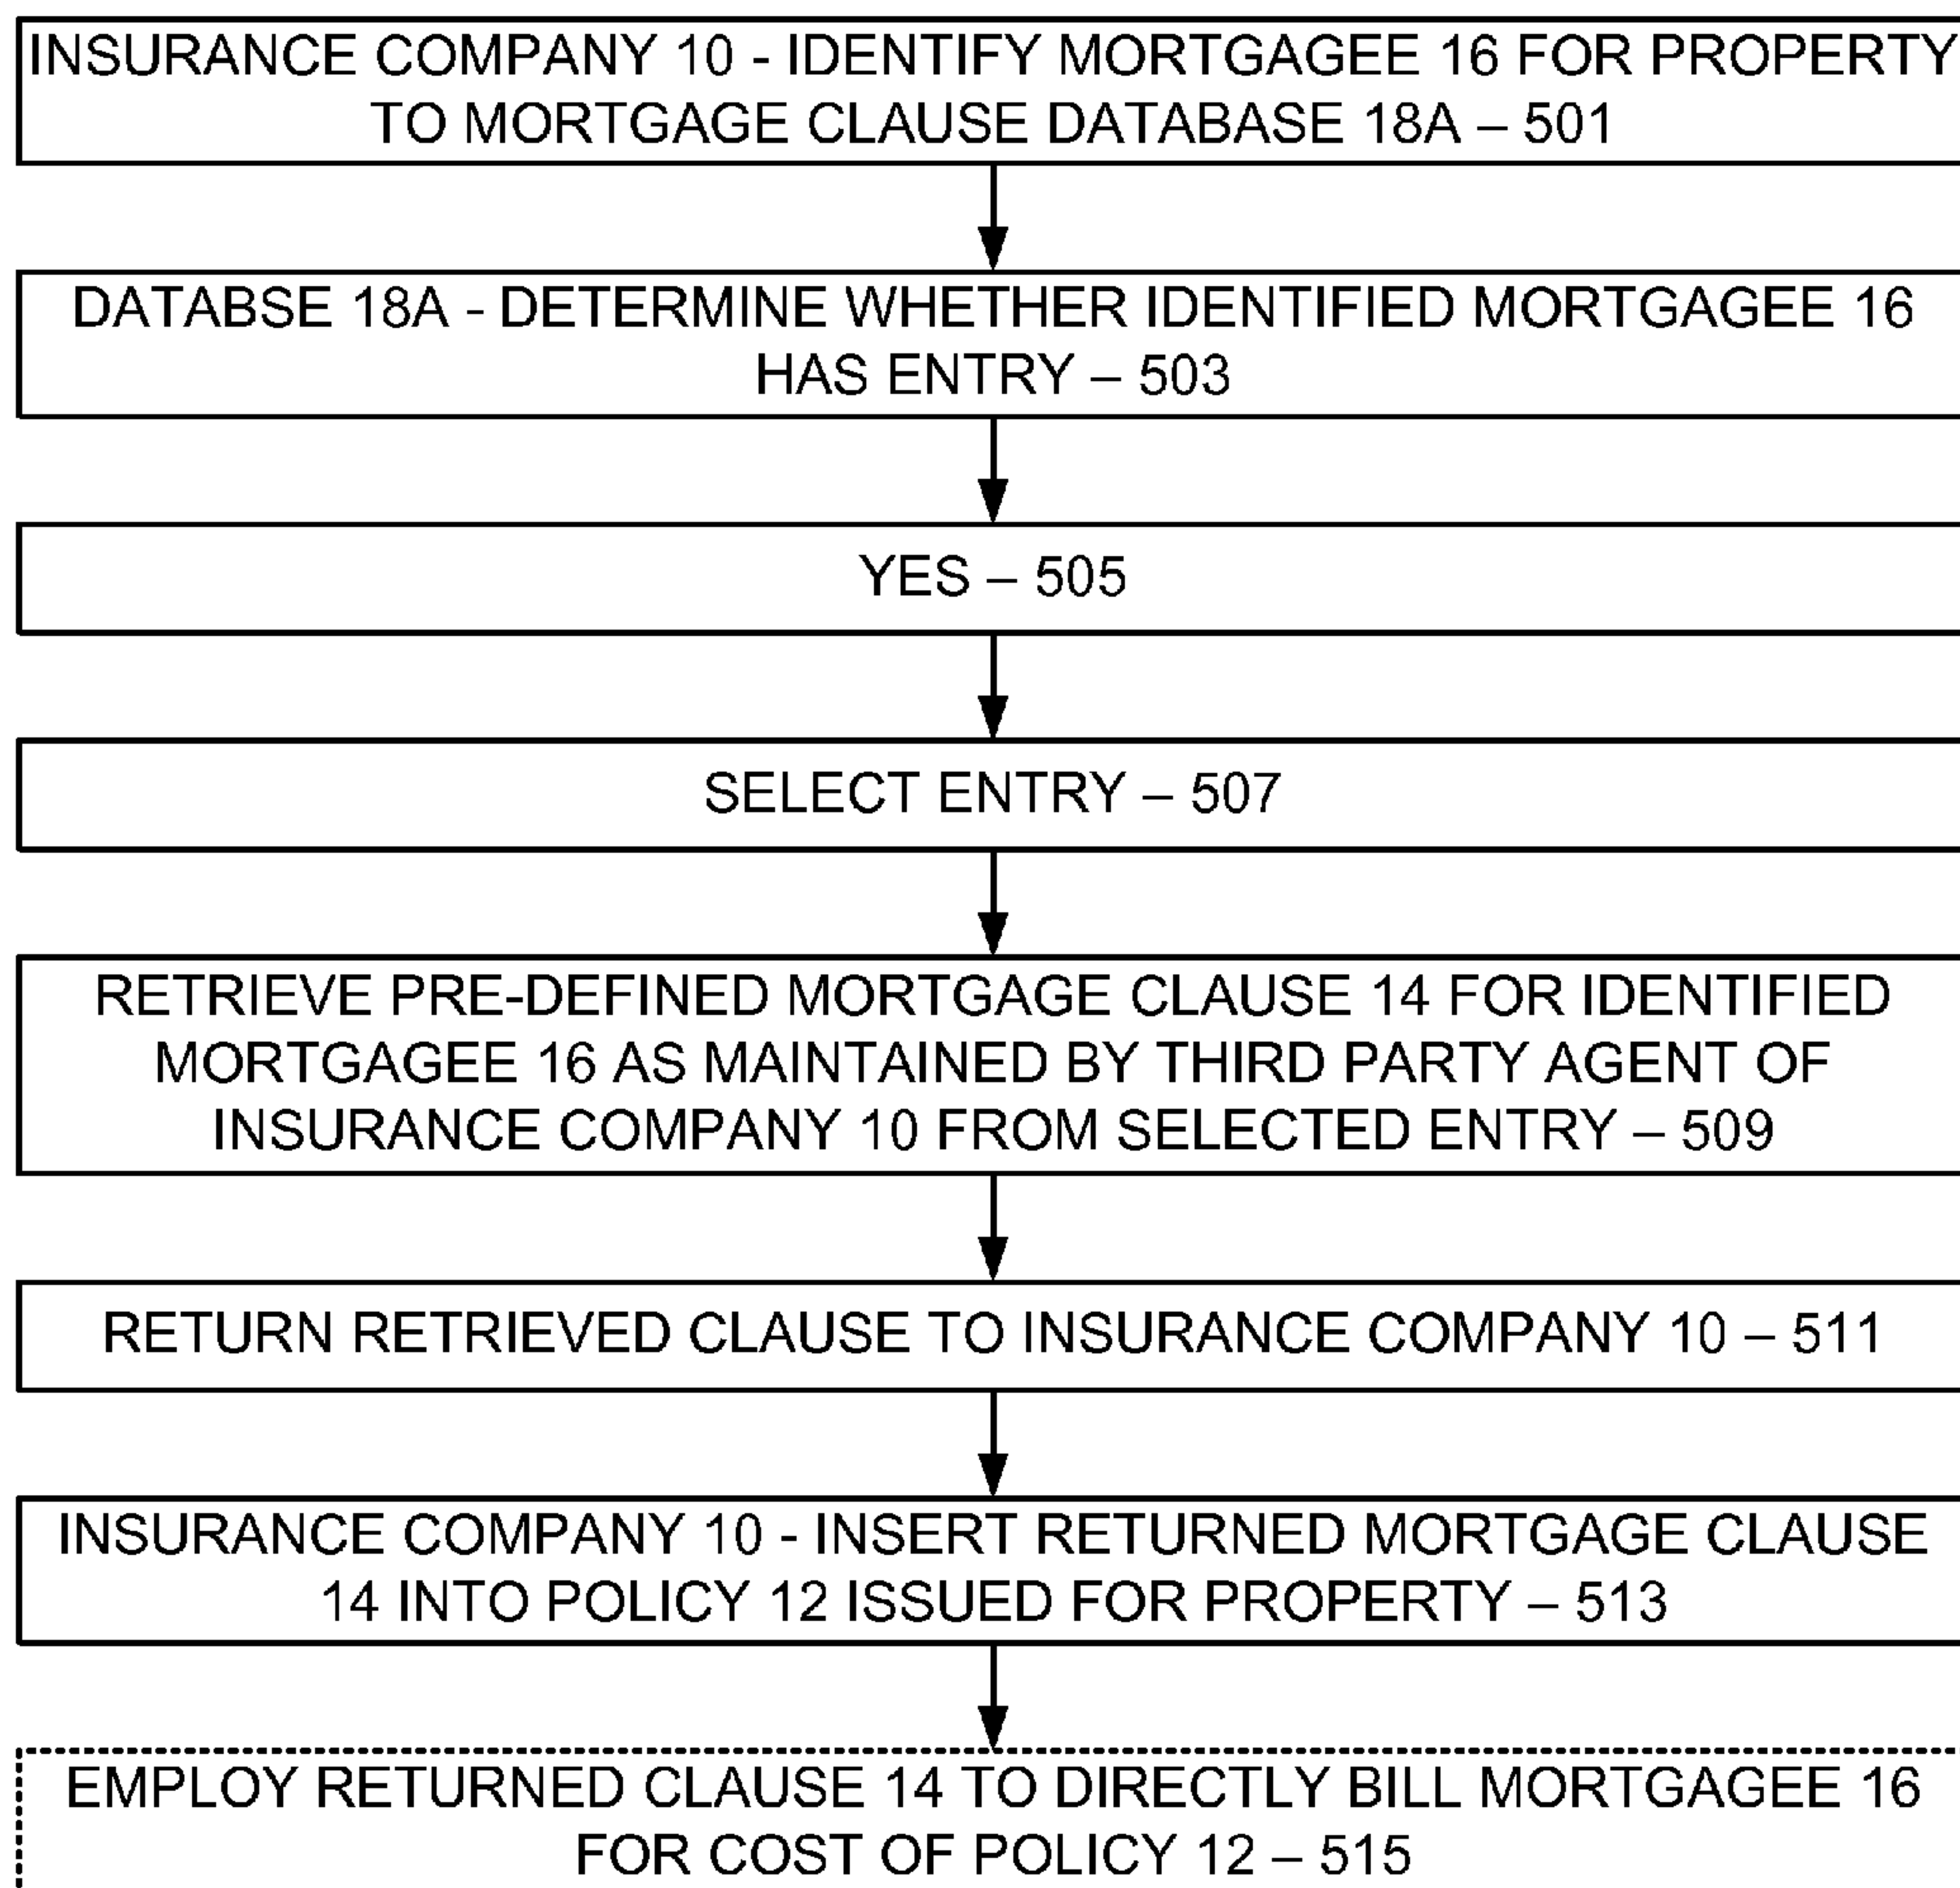 INSURANCE COMPANY 10 - IDENTIFY MORTGAGEE 16 FOR PROPERTY
TO MORTGAGE CLAUSE DATABASE 18A – 501
DATABSE 18A - DETERMINE WHETHER IDENTIFIED MORTGAGEE 16
HAS ENTRY – 503
YES – 505
SELECT ENTRY – 507
RETRIEVE PRE-DEFINED MORTGAGE CLAUSE 14 FOR IDENTIFIED
MORTGAGEE 16 AS MAINTAINED BY THIRD PARTY AGENT OF
INSURANCE COMPANY 10 FROM SELECTED ENTRY – 509
RETURN RETRIEVED CLAUSE TO INSURANCE COMPANY 10 – 511
INSURANCE COMPANY 10 - INSERT RETURNED MORTGAGE CLAUSE
14 INTO POLICY 12 ISSUED FOR PROPERTY – 513
EMPLOY RETURNED CLAUSE 14 TO DIRECTLY BILL MORTGAGEE 16
FOR COST OF POLICY 12 – 515